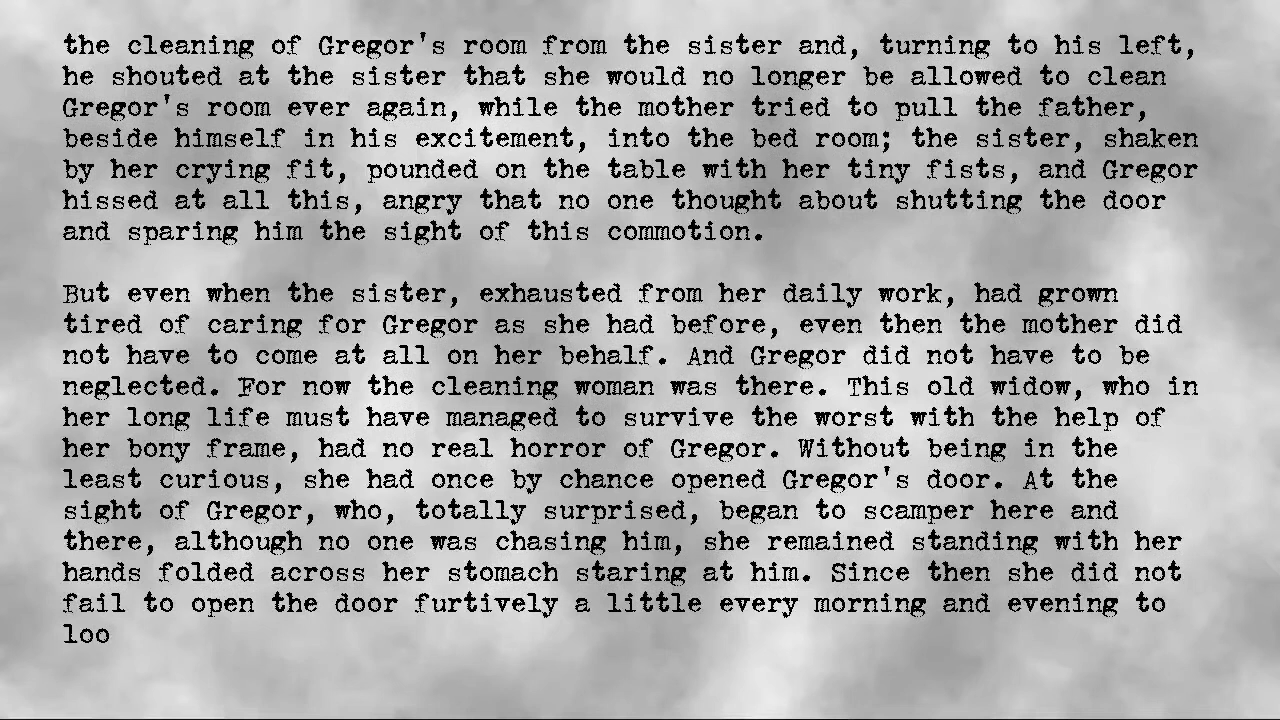 the cleaning of Gregor's room from the sister and, turning to his left,
he shouted at the sister that she would no longer be allowed to clean
Gregor's room ever again, while the mother tried to pull the father,
beside himself in his excitement, into the bed room; the sister, shaken
by her crying fit, pounded on the table with her tiny fists, and Gregor
hissed at all this, angry that no one thought about shutting the door
and sparing him the sight of this commotion.

But even when the sister, exhausted from her daily work, had grown
tired of caring for Gregor as she had before, even then the mother did
not have to come at all on her behalf. And Gregor did not have to be
neglected. For now the cleaning woman was there. This old widow, who in
her long life must have managed to survive the worst with the help of
her bony frame, had no real horror of Gregor. Without being in the
least curious, she had once by chance opened Gregor's door. At the
sight of Gregor, who, totally surprised, began to scamper here and
there, although no one was chasing him, she remained standing with her
hands folded across her stomach staring at him. Since then she did not
fail to open the door furtively a little every morning and evening to
loo